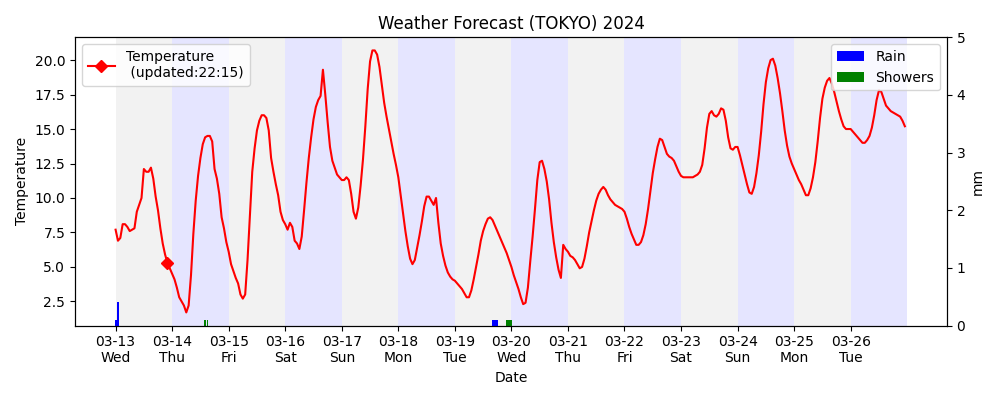 Weather Forecast (TOKYO) 2024
Temperature
(updated:22:15)
Rain
Showers
Temperature
20.0
17.5
15.0
12.5
10.0
7.5
5.0
2.5
5
4
3
2
1
0
mm
03-13 03-14 03-15 03-16 03-17 03-18 03-19 03-20 03-21 03-22 03-23 03-24 03-25 03-26
Wed Thu Fri Sat Sun Mon Tue Wed Thu Fri Sat Sun Mon Tue
Date